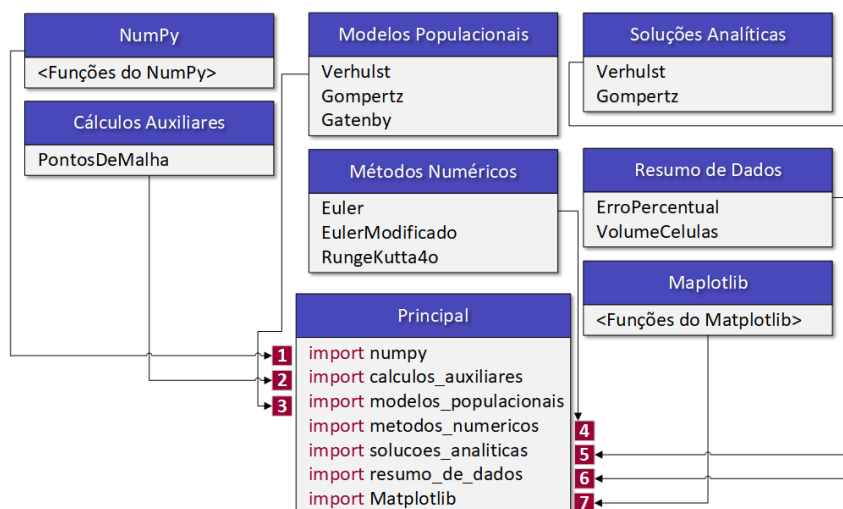 NumPy
<Funções do NumPy>
Modelos Populacionais
Verhulst
Gompertz
Gatenby
Soluções Analíticas
Verhulst
Gompertz
Cálculos Auxiliares
PontosDeMalha
Métodos Numéricos
Euler
EulerModificado
RungeKutta4o
Resumo de Dados
ErroPercentual
VolumeCelulas
Maplotlib
<Funções do Matplotlib>
Principal
1 import numpy
2 import calculos_auxiliares
3 import modelos_populacionais
import metodos_numericos 4
import solucoes_analiticas 5
import resumo_de_dados 6
import Matplotlib 7